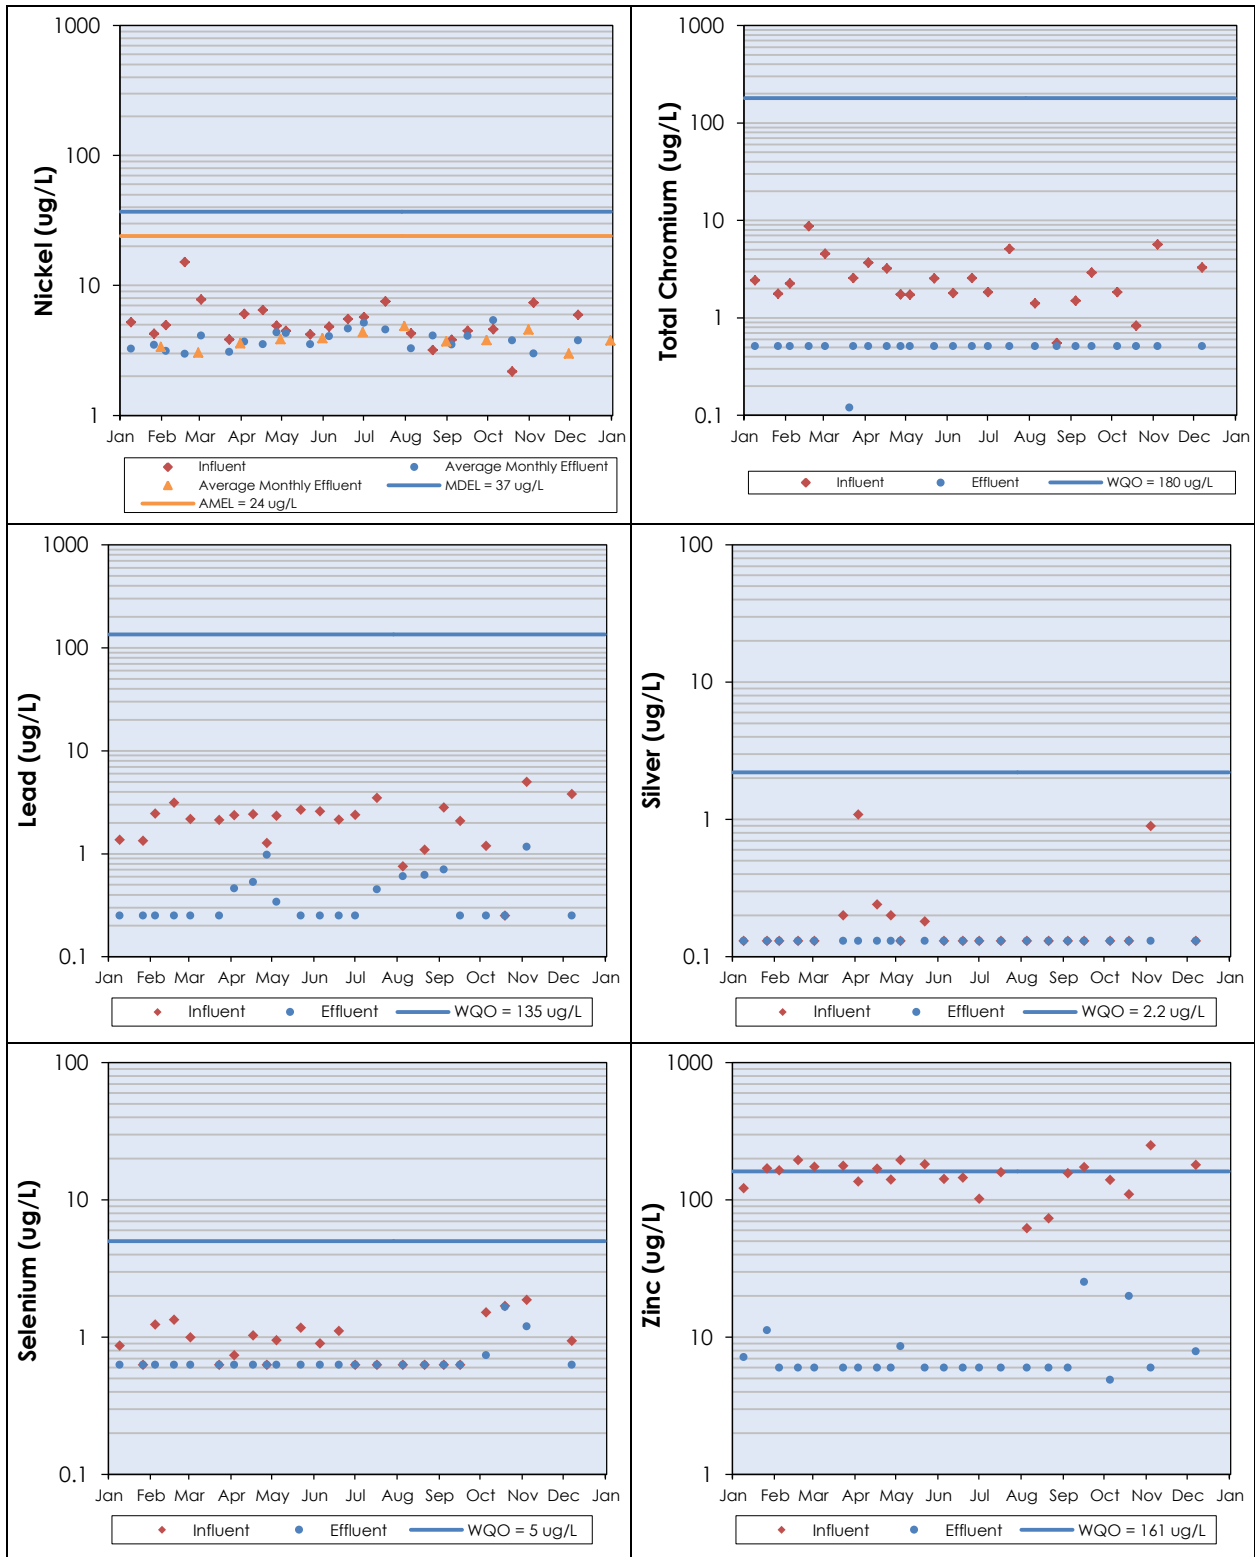 1000
100
10
1
Nickel (ug/L)
Jan Feb Mar Apr May Jun Jul Aug Sep Oct Nov Dec Jan
Influent Average Monthly Effluent
Average Monthly Effluent MDEL = 37 ug/L
AMEL = 24 ug/L
1000
100
10
1
0.1
Total Chromium (ug/L)
Jan Feb Mar Apr May Jun Jul Aug Sep Oct Nov Dec Jan
Influent Effluent WQO = 180 ug/L
1000
100
10
1
0.1
Lead (ug/L)
Jan Feb Mar Apr May Jun Jul Aug Sep Oct Nov Dec Jan
Influent Effluent WQO = 135 ug/L
100
10
1
0.1
Silver (ug/L)
Jan Feb Mar Apr May Jun Jul Aug Sep Oct Nov Dec Jan
Influent Effluent WQO = 2.2 ug/L
100
10
1
0.1
Selenium (ug/L)
Jan Feb Mar Apr May Jun Jul Aug Sep Oct Nov Dec Jan
Influent Effluent WQO = 5 ug/L
1000
100
10
1
Zinc (ug/L)
Jan Feb Mar Apr May Jun Jul Aug Sep Oct Nov Dec Jan
Influent Effluent WQO = 161 ug/L